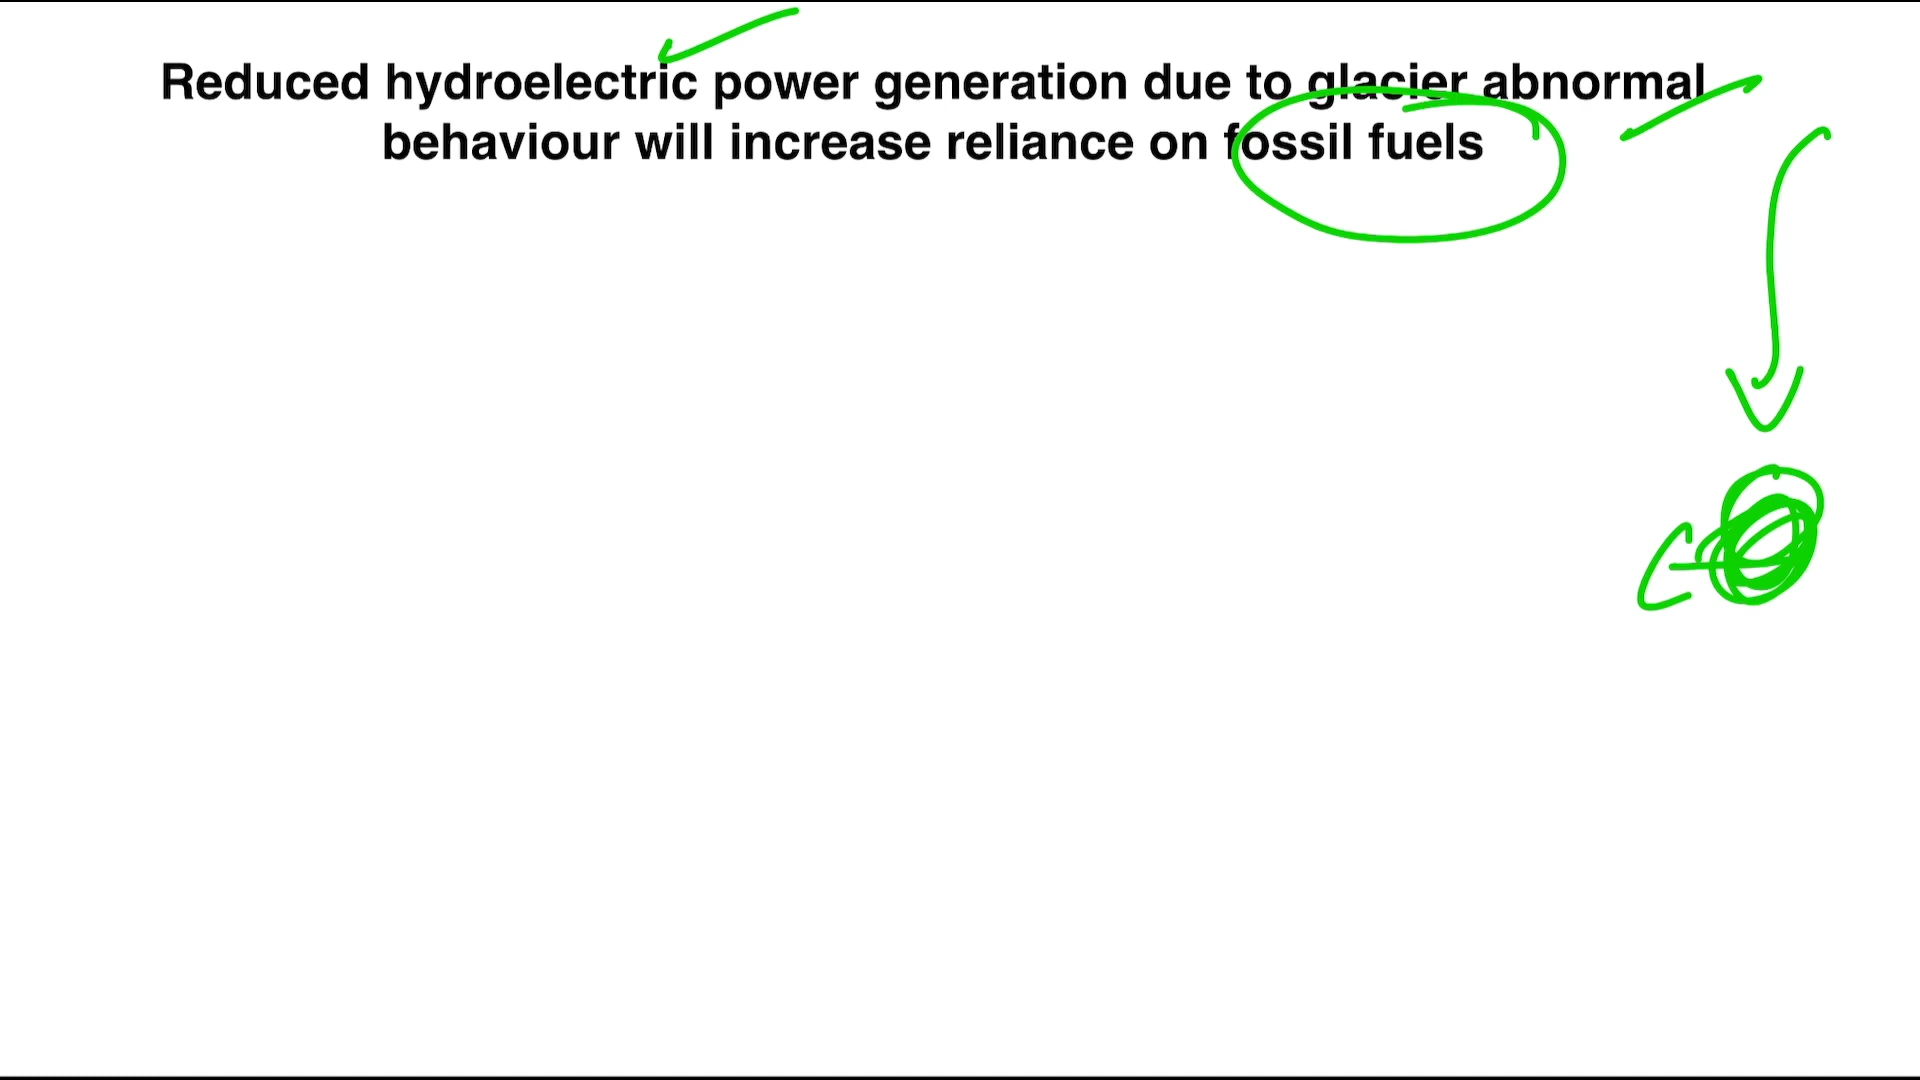 Reduced hydroelectric power generation due to glacier abnormal
behaviour will increase reliance on fossil fuels